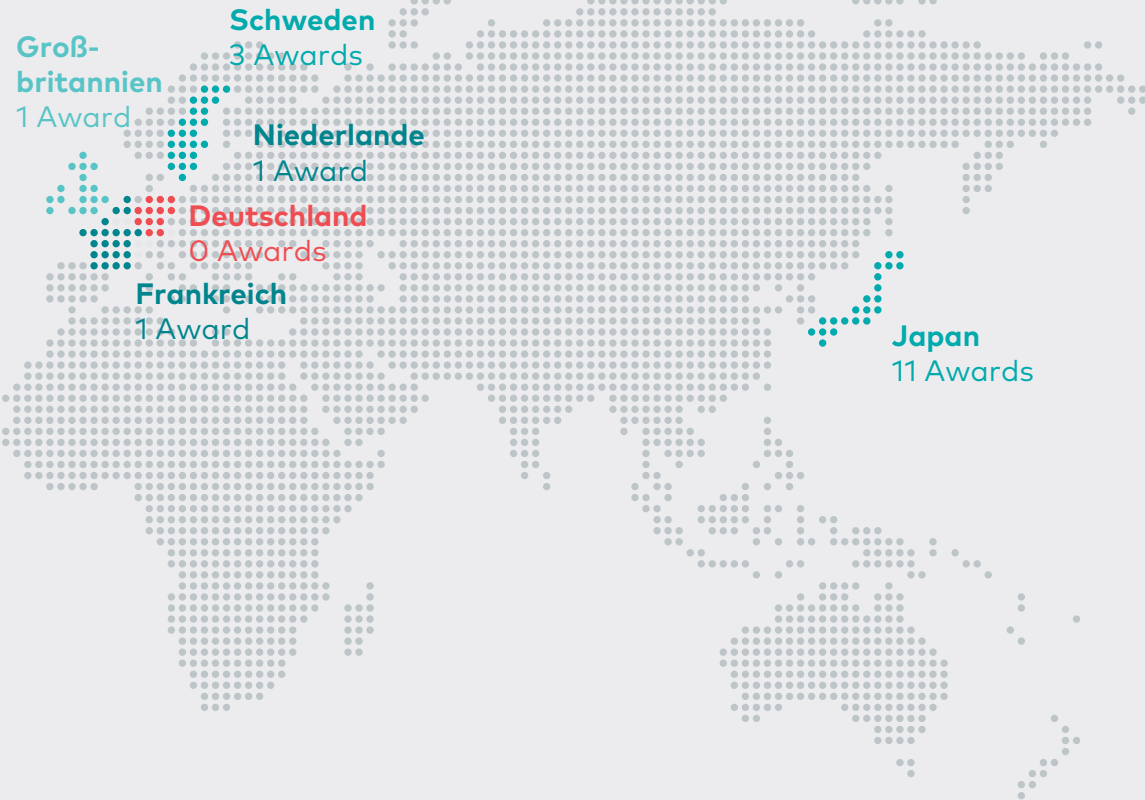 Schweden
3 Awards
Groß-
britannien
1 Award
Niederlande
1 Award
Deutschland
0 Awards
Frankreich
1 Award
Japan
11 Awards